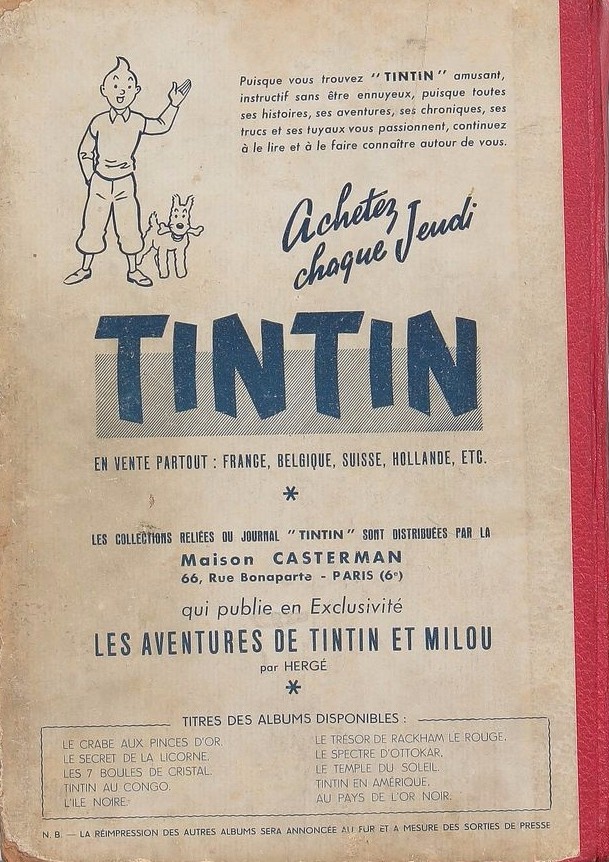 Puisque vous trouvez "TINTIN" amusant,
instructif sans être ennuyeux, puisque toutes
ses histoires, ses aventures, ses chroniques, ses
trucs et ses tuyaux vous passionnent, continuez
à le lire et à le faire connaître autour de vous.
Achetez
chaque Jeudi
TINTIN
EN VENTE PARTOUT : FRANCE, BELGIQUE, SUISSE, HOLLANDE, ETC.
*
LES COLLECTIONS RELIÉES DU JOURNAL "TINTIN" SONT DISTRIBUÉES PAR LA
Maison CASTERMAN
66, Rue Bonaparte - PARIS (6e)
qui publie en Exclusivité
LES AVENTURES DE TINTIN ET MILOU
par HERGÉ
*
TITRES DES ALBUMS DISPONIBLES :
LE CRABE AUX PINCES D'OR.
LE SECRET DE LA LICORNE.
LES 7 BOULES DE CRISTAL.
TINTIN AU CONGO.
L'ILE NOIRE.
LE TRÉSOR DE RACKHAM LE ROUGE.
LE SPECTRE D'OTTOKAR.
LE TEMPLE DU SOLEIL.
TINTIN EN AMÉRIQUE.
AU PAYS DE L'OR NOIR.
N. B. — LA RÉIMPRESSION DES AUTRES ALBUMS SERA ANNONCÉE AU FUR ET A MESURE DES SORTIES DE PRESSE